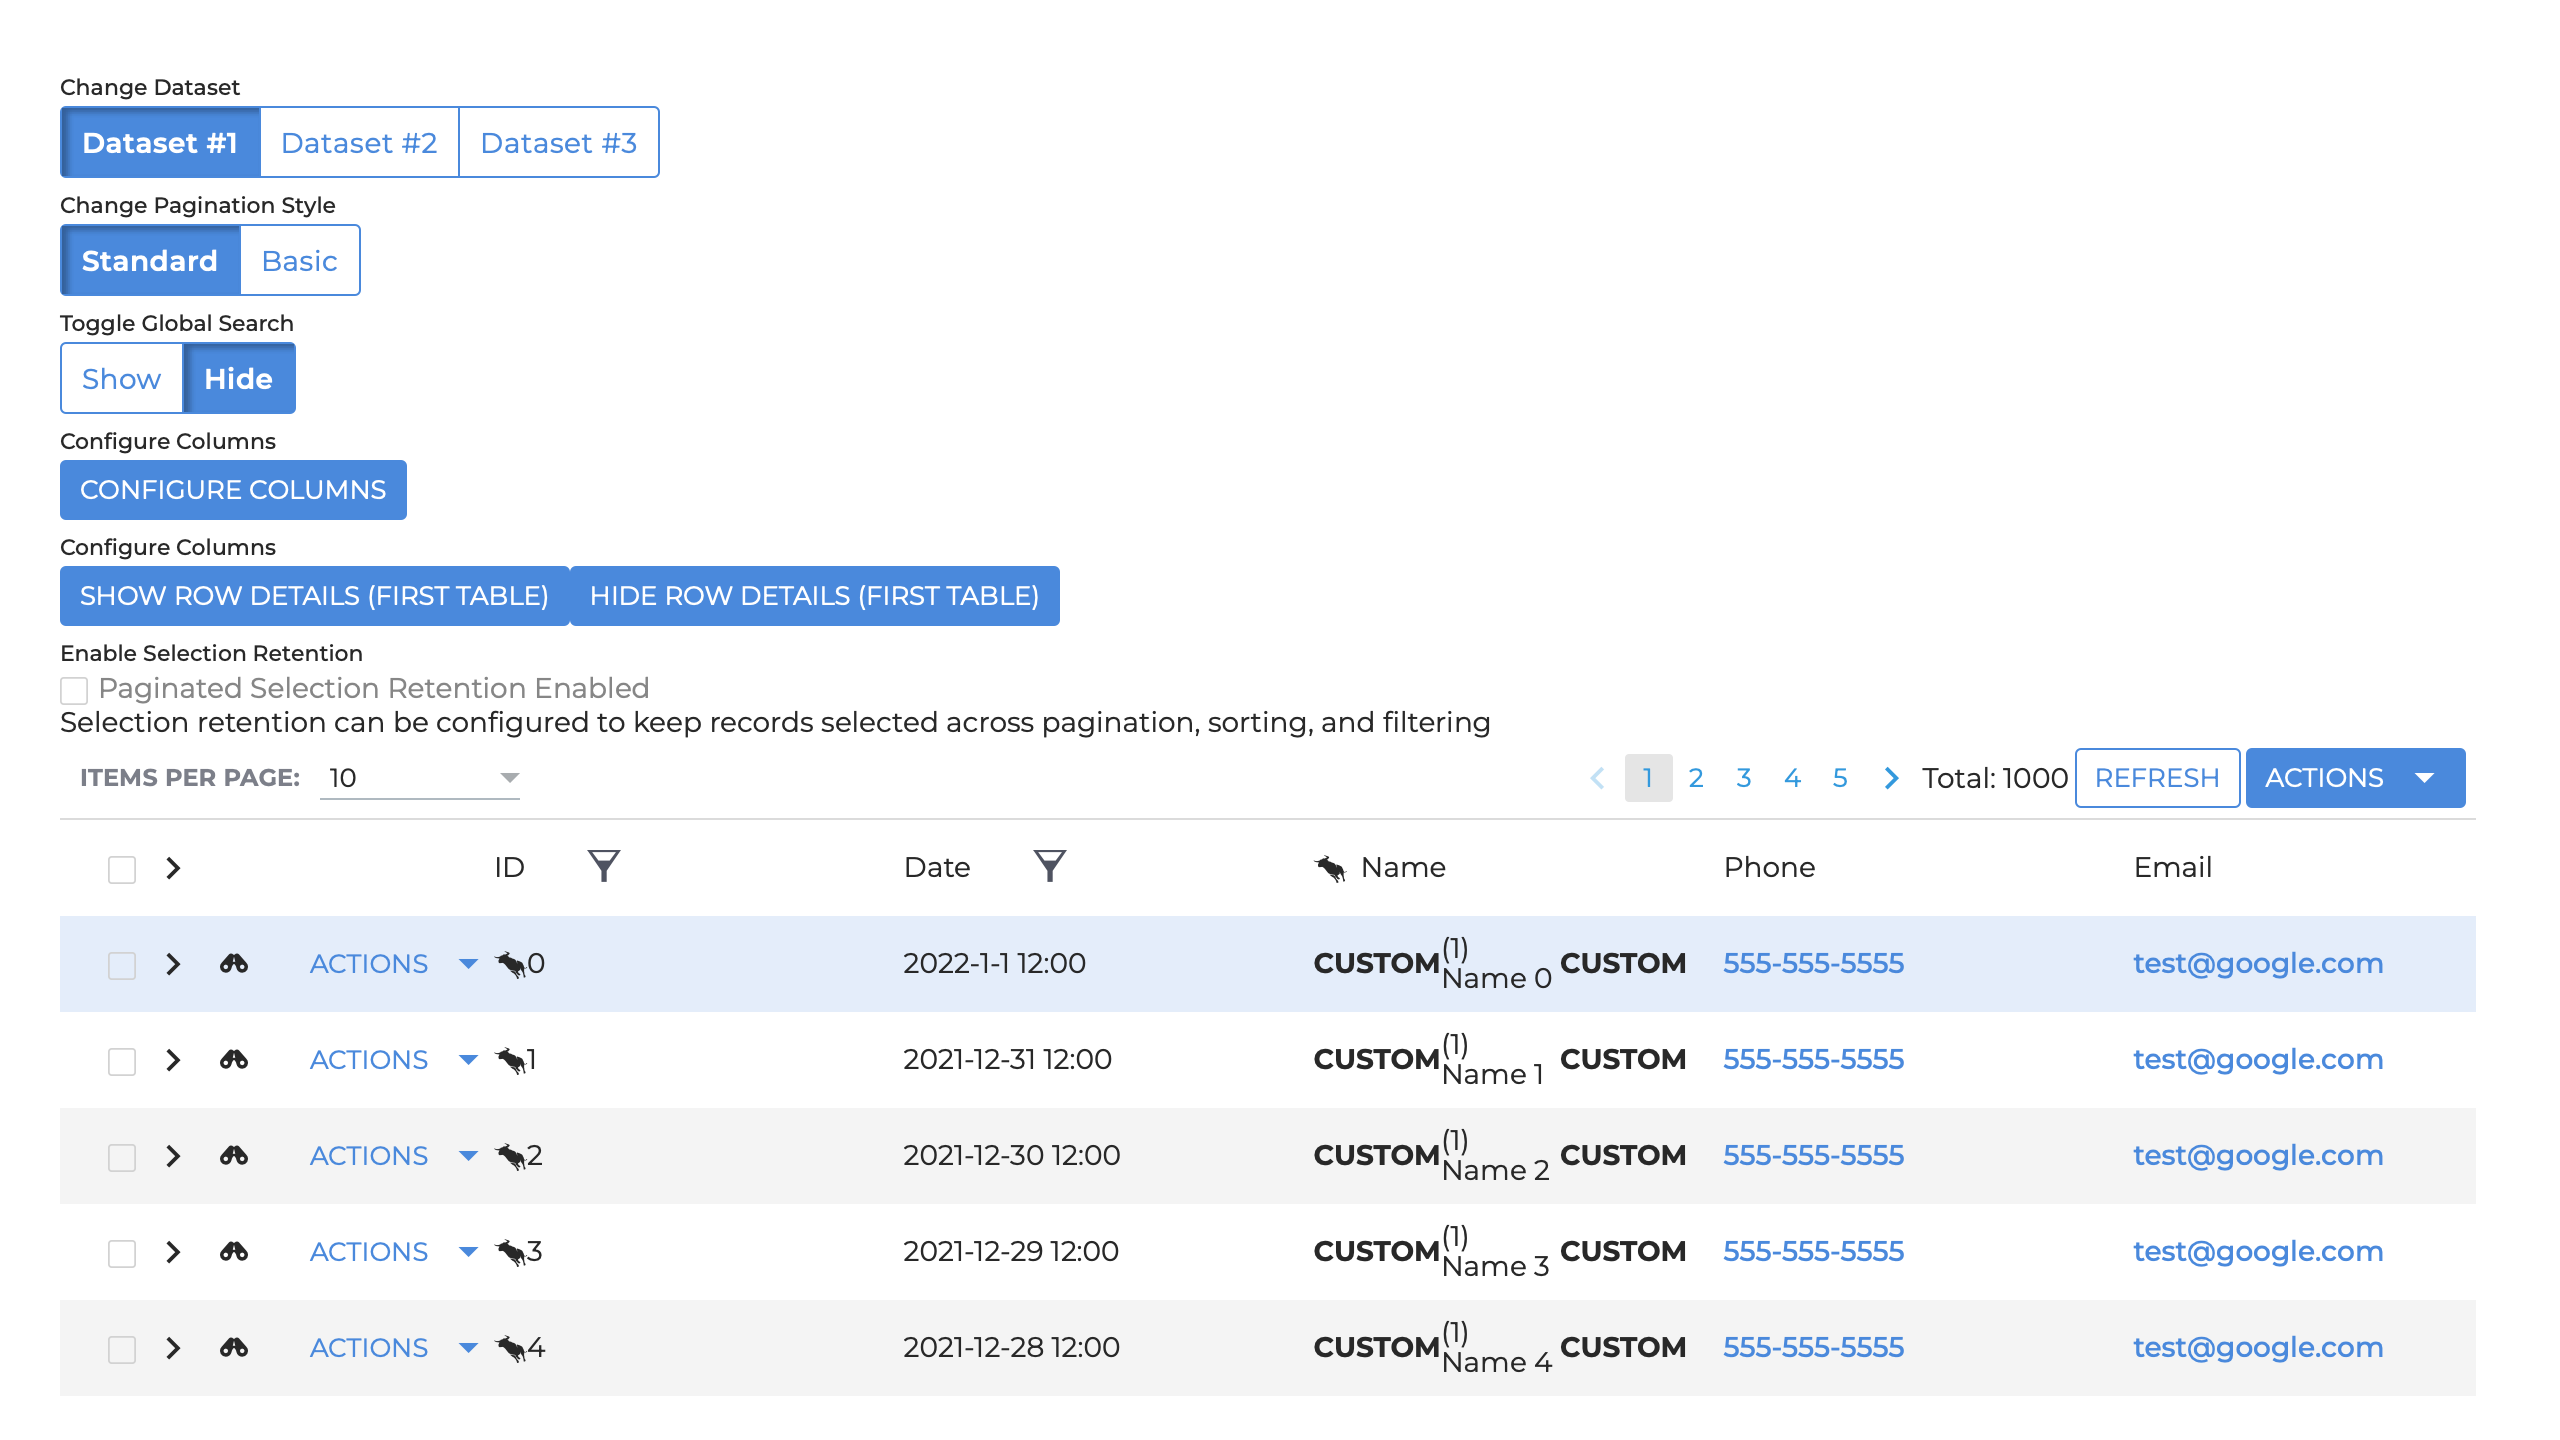 Change Dataset
Dataset #1 Dataset #2 Dataset #3
Change Pagination Style
Standard Basic
Toggle Global Search
Show Hide
Configure Columns
CONFIGURE COLUMNS
Configure Columns
SHOW ROW DETAILS (FIRST TABLE) HIDE ROW DETAILS (FIRST TABLE)
Enable Selection Retention
Paginated Selection Retention Enabled
Selection retention can be configured to keep records selected across pagination, sorting, and filtering
ITEMS PER PAGE: 10 1 2 3 4 5 Total: 1000 REFRESH ACTIONS
ID Date Name Phone Email
ACTIONS 0 2022-1-1 12:00 CUSTOM (1) Name 0 CUSTOM 555-555-5555 test@google.com
ACTIONS 1 2021-12-31 12:00 CUSTOM (1) Name 1 CUSTOM 555-555-5555 test@google.com
ACTIONS 2 2021-12-30 12:00 CUSTOM (1) Name 2 CUSTOM 555-555-5555 test@google.com
ACTIONS 3 2021-12-29 12:00 CUSTOM (1) Name 3 CUSTOM 555-555-5555 test@google.com
ACTIONS 4 2021-12-28 12:00 CUSTOM (1) Name 4 CUSTOM 555-555-5555 test@google.com